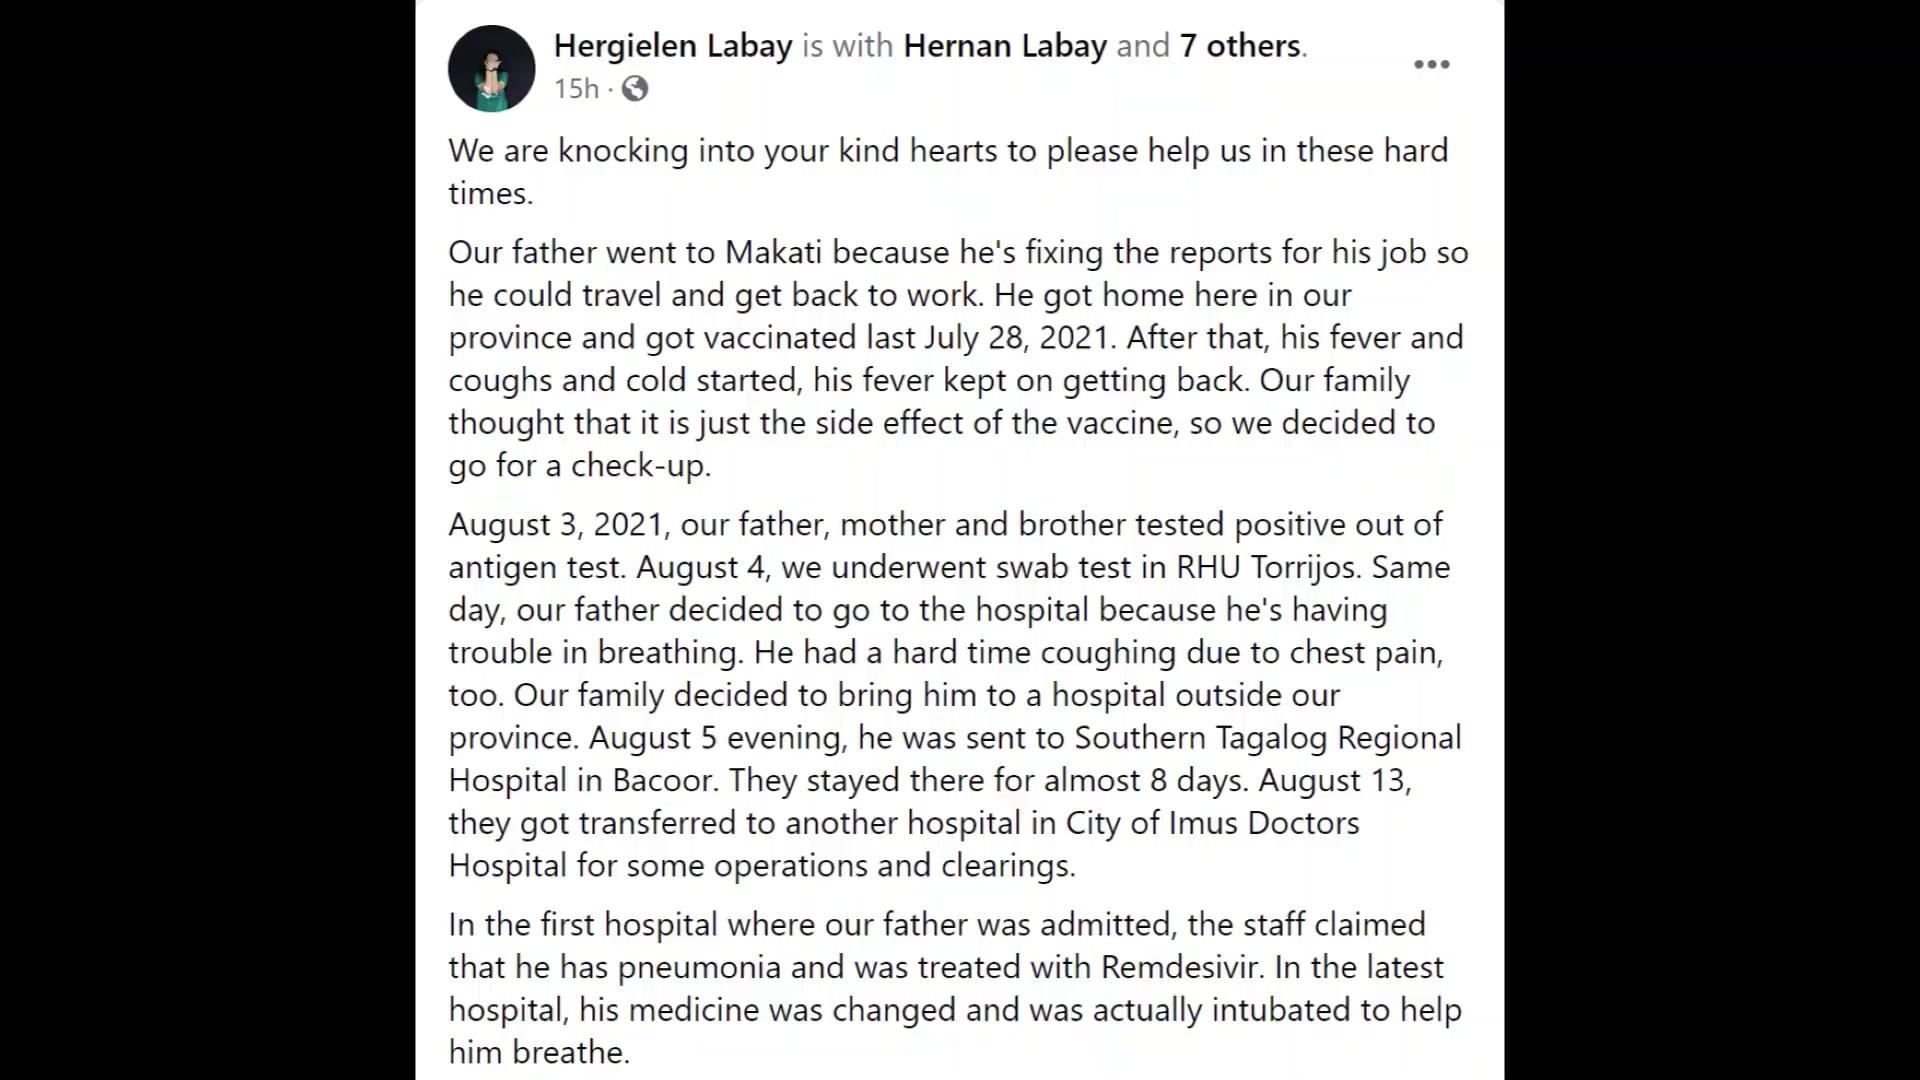 Hergielen Labay is with Hernan Labay and 7 others.
15h ·
We are knocking into your kind hearts to please help us in these hard
times.
Our father went to Makati because he's fixing the reports for his job so
he could travel and get back to work. He got home here in our
province and got vaccinated last July 28, 2021. After that, his fever and
coughs and cold started, his fever kept on getting back. Our family
thought that it is just the side effect of the vaccine, so we decided to
go for a check-up.
August 3, 2021, our father, mother and brother tested positive out of
antigen test. August 4, we underwent swab test in RHU Torrijos. Same
day, our father decided to go to the hospital because he's having
trouble in breathing. He had a hard time coughing due to chest pain,
too. Our family decided to bring him to a hospital outside our
province. August 5 evening, he was sent to Southern Tagalog Regional
Hospital in Bacoor. They stayed there for almost 8 days. August 13,
they got transferred to another hospital in City of Imus Doctors
Hospital for some operations and clearings.
In the first hospital where our father was admitted, the staff claimed
that he has pneumonia and was treated with Remdesivir. In the latest
hospital, his medicine was changed and was actually intubated to help
him breathe.